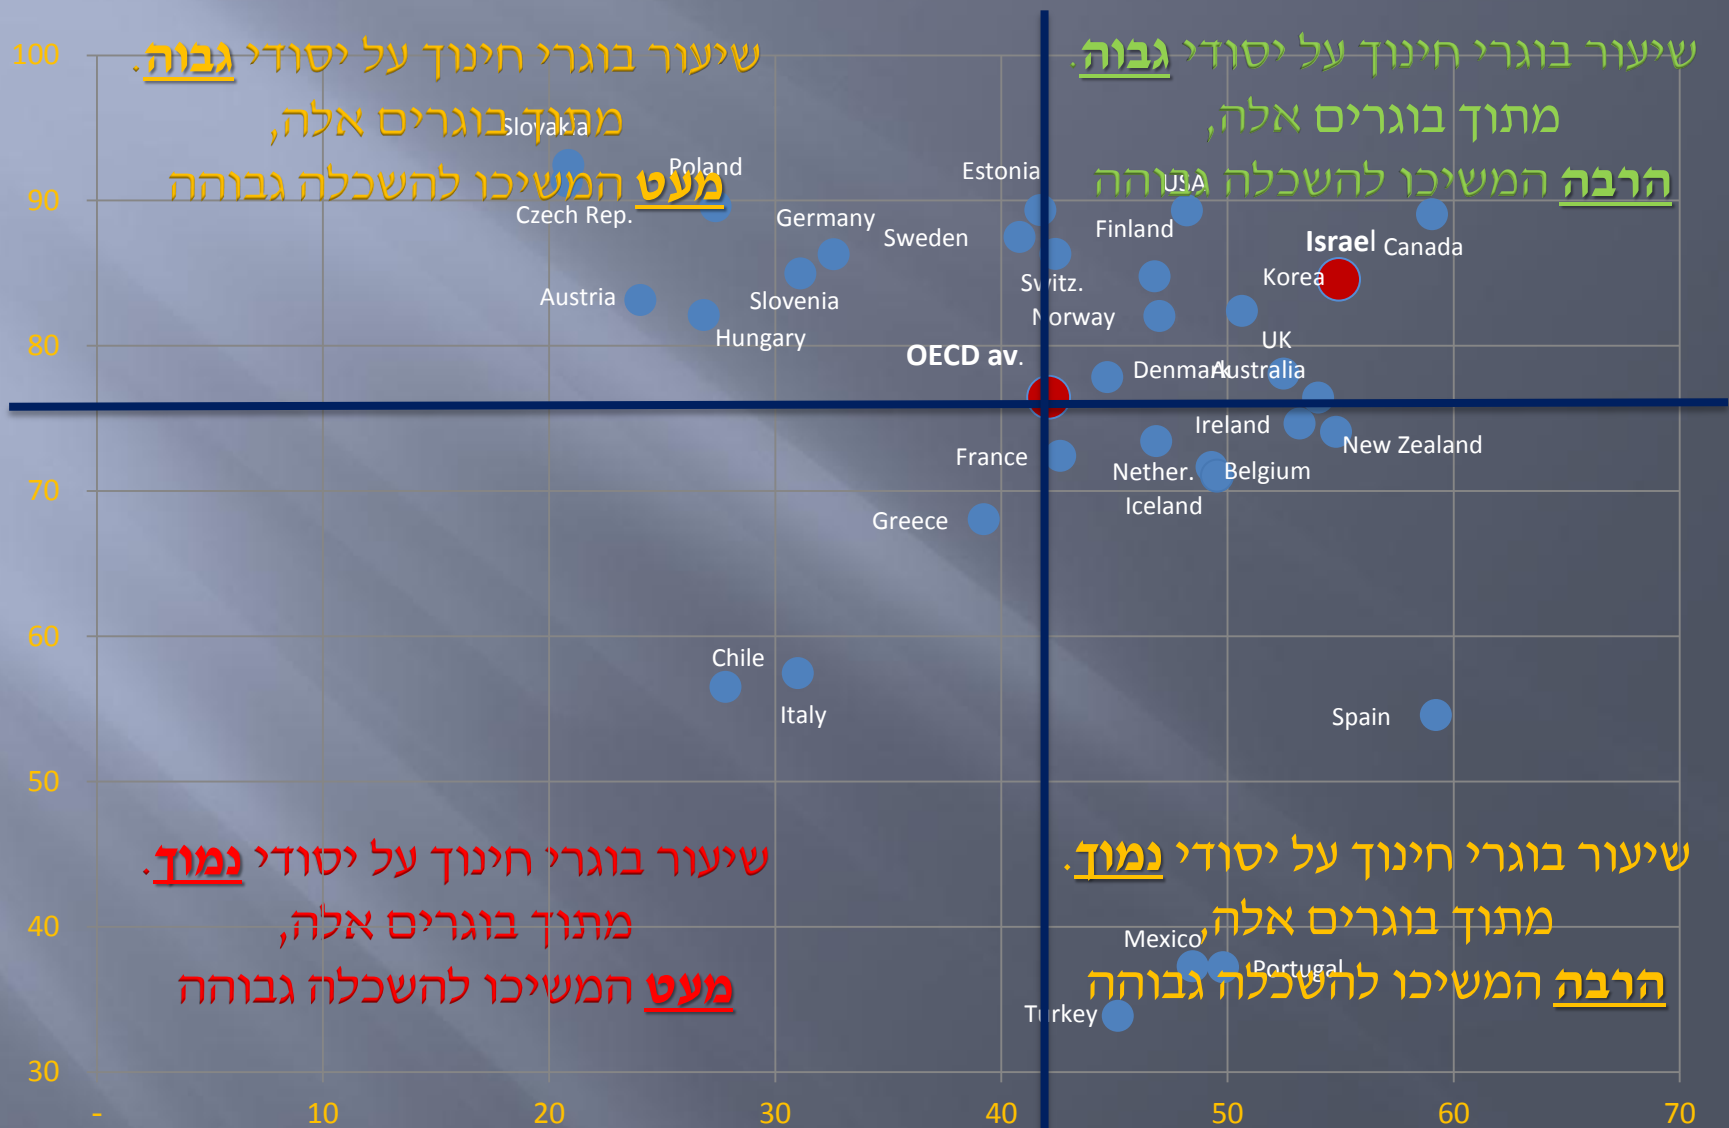 שיעור בוגרי חינוך על יסודי גבוה.
מתוך בוגרים אלה,
הרבה המשיכו להשכלה גבוהה
שיעור בוגרי חינוך על יסודי גבוה.
מתוך בוגרים אלה,
מעט המשיכו להשכלה גבוהה
100
90
80
70
60
50
40
30
Slovakia
Poland
Estonia
USA
Czech Rep.
Germany
Sweden
Finland
Israel
Canada
Austria
Slovenia
Switz.
Korea
Hungary
Norway
UK
OECD av.
Denmark
Australia
Ireland
New Zealand
France
Nether.
Belgium
Iceland
Greece
Chile
Italy
Spain
שיעור בוגרי חינוך על יסודי נמוך.
מתוך בוגרים אלה,
הרבה המשיכו להשכלה גבוהה
שיעור בוגרי חינוך על יסודי נמוך.
מתוך בוגרים אלה,
מעט המשיכו להשכלה גבוהה
Mexico
Portugal
Turkey
- 10 20 30 40 50 60 70